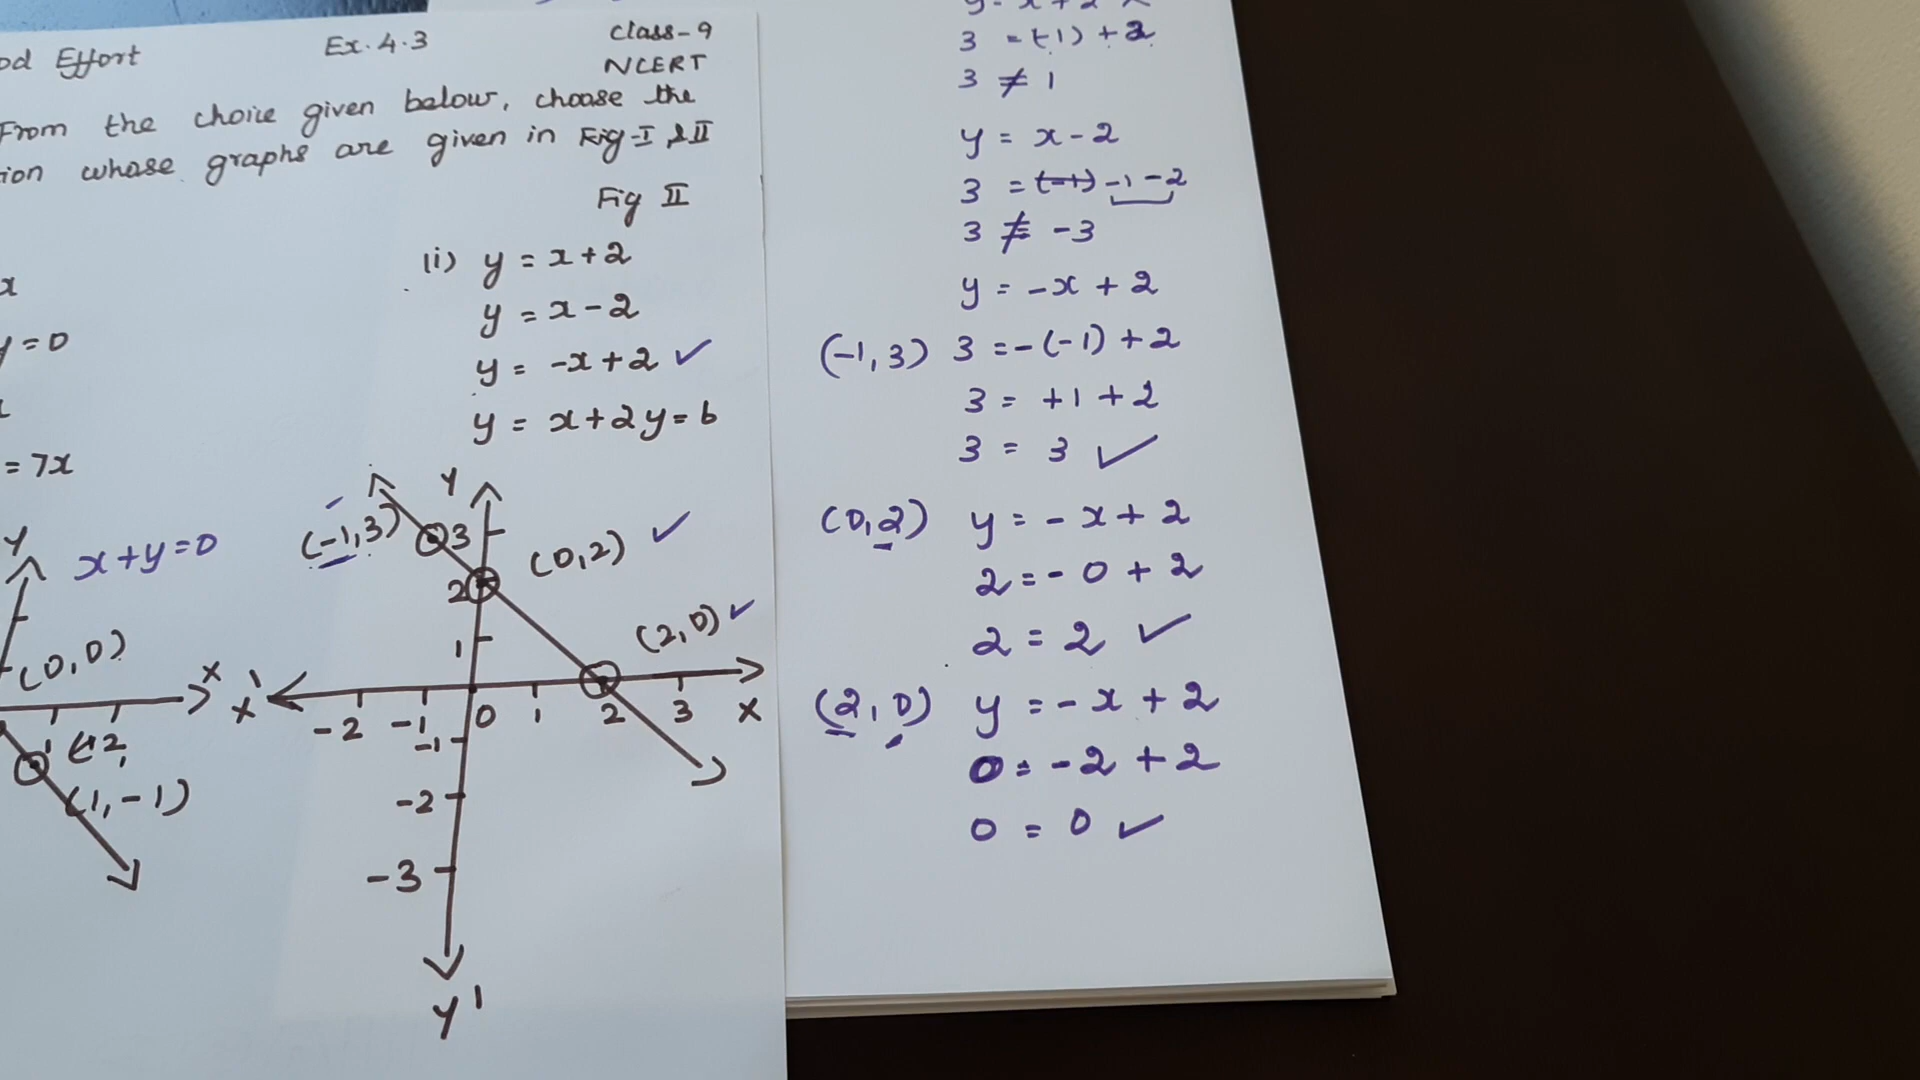 Effort Ex. 4.3 Class-9
NCERT
From the choice given below, choose the
whose graphs are given in Fig-I & II
Fig II
x
(i) y = x + 2
y = x - 2
y = 0
y = -x + 2 ✓
y = x + 2y = 6
= 7x
Y
x + y = 0
(0,0)
X
1 2
(1,-1)
Y
(-1,3)
3
(0,2) ✓
2
1
(2,0) ✓
X' -2 -1 0 1 2 3 X
-1
-2
-3
Y'
y = x + 2
3 = (-1) + 2
3 ≠ 1
y = x - 2
3 = -1 - 2
3 ≠ -3
y = -x + 2
(-1,3) 3 = -(-1) + 2
3 = +1 + 2
3 = 3 ✓
(0,2) y = -x + 2
2 = -0 + 2
2 = 2 ✓
(2,0) y = -x + 2
0 = -2 + 2
0 = 0 ✓